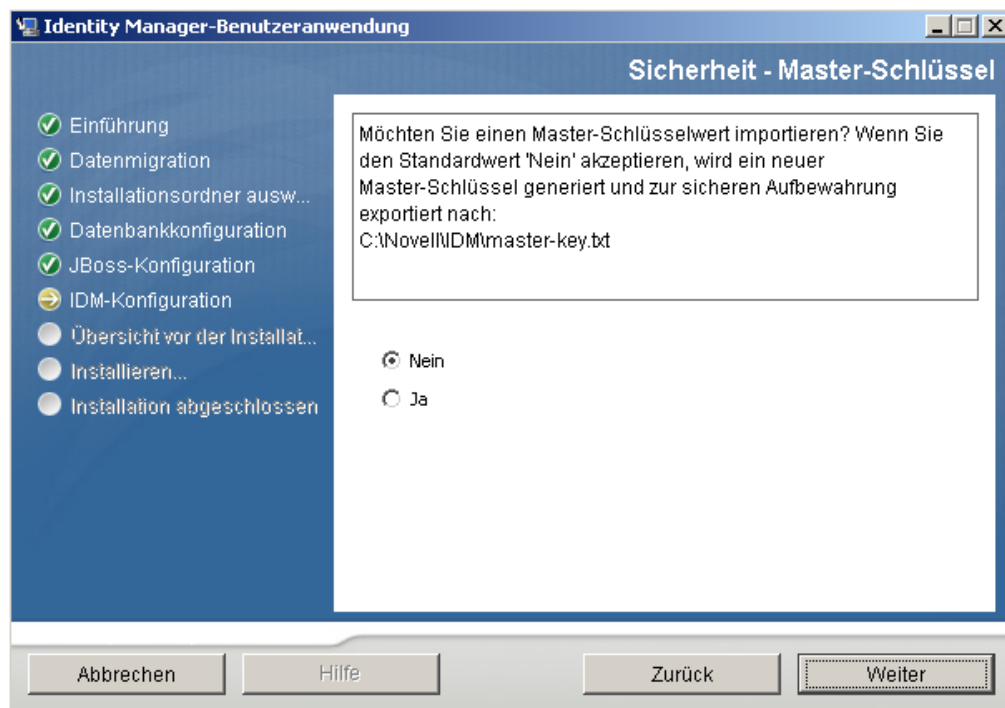 Identity Manager-Benutzeranwendung
Sicherheit - Master-Schlüssel
Einführung
Datenmigration
Installationsordner ausw...
Datenbankkonfiguration
JBoss-Konfiguration
IDM-Konfiguration
Übersicht vor der Installat...
Installieren...
Installation abgeschlossen
Möchten Sie einen Master-Schlüsselwert importieren? Wenn Sie
den Standardwert 'Nein' akzeptieren, wird ein neuer
Master-Schlüssel generiert und zur sicheren Aufbewahrung
exportiert nach:
C:\Novell\IDM\master-key.txt
Nein
Ja
Abbrechen
Hilfe
Zurück
Weiter